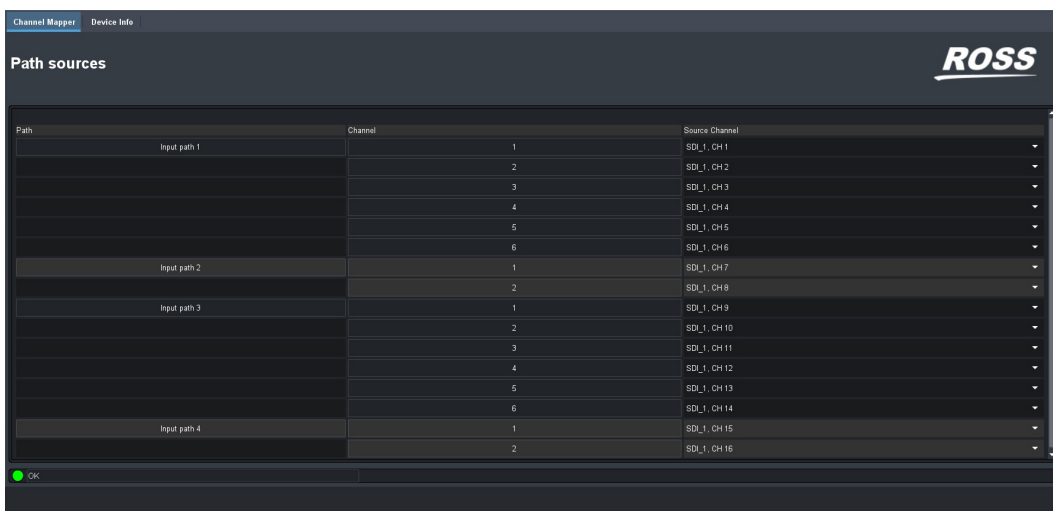 Channel Mapper Device Info
Path sources
ROSS
Path Channel Source Channel
Input path 1 1 SDI_1, CH 1
2 SDI_1, CH 2
3 SDI_1, CH 3
4 SDI_1, CH 4
5 SDI_1, CH 5
6 SDI_1, CH 6
Input path 2 1 SDI_1, CH 7
2 SDI_1, CH 8
Input path 3 1 SDI_1, CH 9
2 SDI_1, CH 10
3 SDI_1, CH 11
4 SDI_1, CH 12
5 SDI_1, CH 13
6 SDI_1, CH 14
Input path 4 1 SDI_1, CH 15
2 SDI_1, CH 16
OK